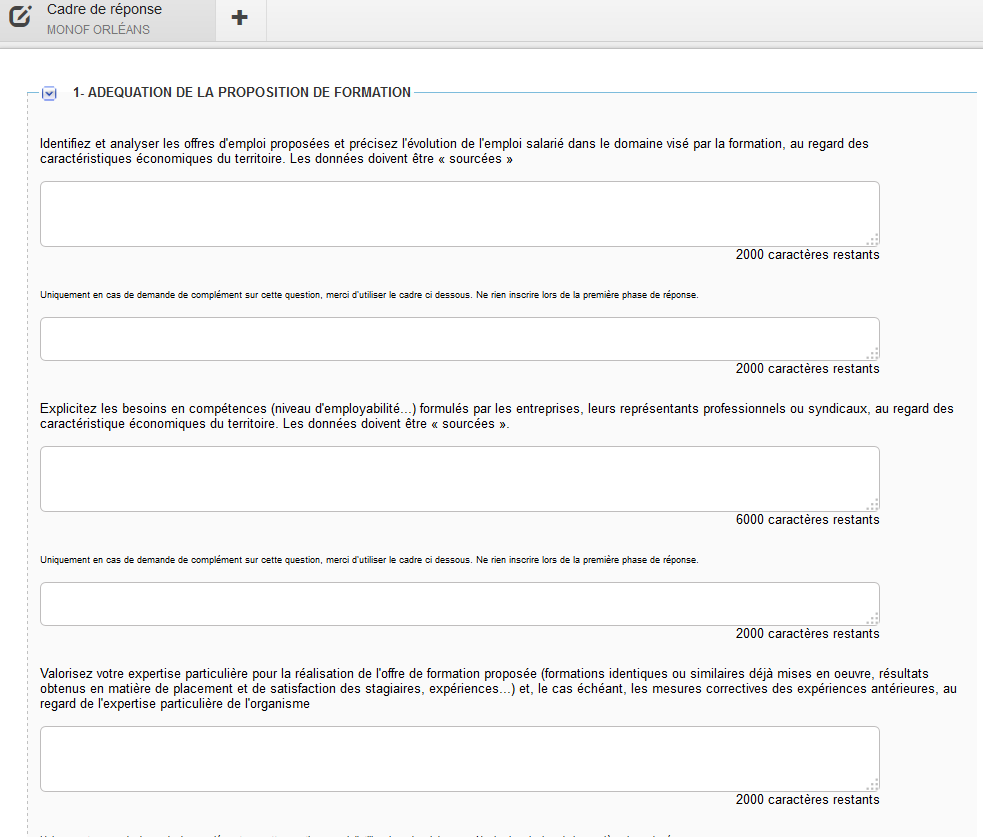 Cadre de réponse
MONOF ORLÉANS
1- ADEQUATION DE LA PROPOSITION DE FORMATION
Identifiez et analyser les offres d'emploi proposées et précisez l'évolution de l'emploi salarié dans le domaine visé par la formation, au regard des
caractéristiques économiques du territoire. Les données doivent être « sourcées »
2000 caractères restants
Uniquement en cas de demande de complément sur cette question, merci d'utiliser le cadre ci dessous. Ne rien inscrire lors de la première phase de réponse.
2000 caractères restants
Explicitez les besoins en compétences (niveau d'employabilité...) formulés par les entreprises, leurs représentants professionnels ou syndicaux, au regard des
caractéristique économiques du territoire. Les données doivent être « sourcées ».
6000 caractères restants
Uniquement en cas de demande de complément sur cette question, merci d'utiliser le cadre ci dessous. Ne rien inscrire lors de la première phase de réponse.
2000 caractères restants
Valorisez votre expertise particulière pour la réalisation de l'offre de formation proposée (formations identiques ou similaires déjà mises en oeuvre, résultats
obtenus en matière de placement et de satisfaction des stagiaires, expériences...) et, le cas échéant, les mesures correctives des expériences antérieures, au
regard de l'expertise particulière de l'organisme
2000 caractères restants